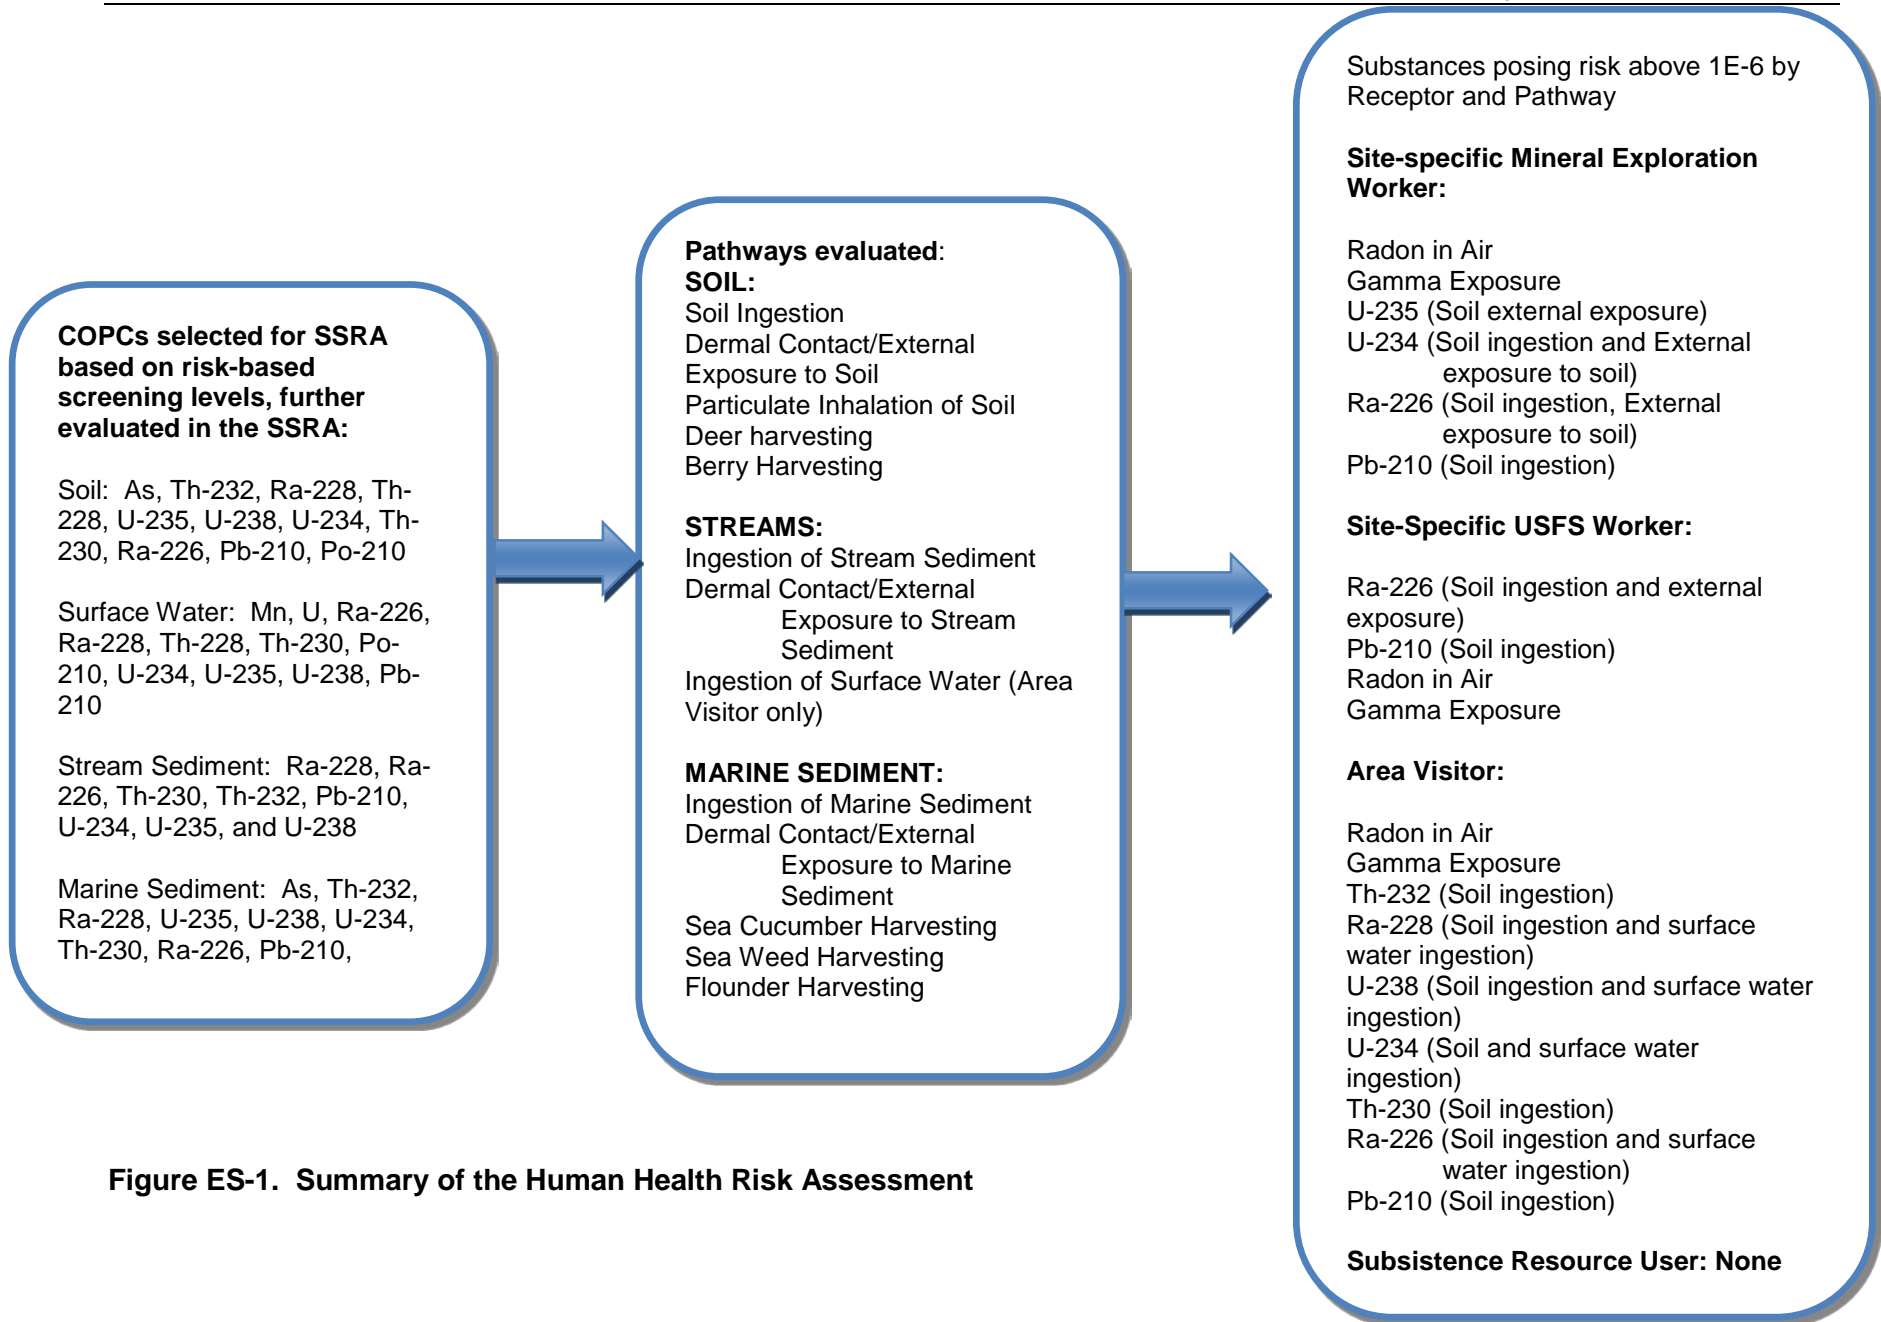 COPCs selected for SSRA
based on risk-based
screening levels, further
evaluated in the SSRA:
Soil:  As, Th-232, Ra-228, Th-
228, U-235, U-238, U-234, Th-
230, Ra-226, Pb-210, Po-210
Surface Water:  Mn, U, Ra-226,
Ra-228, Th-228, Th-230, Po-
210, U-234, U-235, U-238, Pb-
210
Stream Sediment:  Ra-228, Ra-
226, Th-230, Th-232, Pb-210,
U-234, U-235, and U-238
Marine Sediment:  As, Th-232,
Ra-228, U-235, U-238, U-234,
Th-230, Ra-226, Pb-210,
Pathways evaluated:
SOIL:
Soil Ingestion
Dermal Contact/External
Exposure to Soil
Particulate Inhalation of Soil
Deer harvesting
Berry Harvesting
STREAMS:
Ingestion of Stream Sediment
Dermal Contact/External
Exposure to Stream
Sediment
Ingestion of Surface Water (Area
Visitor only)
MARINE SEDIMENT:
Ingestion of Marine Sediment
Dermal Contact/External
Exposure to Marine
Sediment
Sea Cucumber Harvesting
Sea Weed Harvesting
Flounder Harvesting
Substances posing risk above 1E-6 by
Receptor and Pathway
Site-specific Mineral Exploration
Worker:
Radon in Air
Gamma Exposure
U-235 (Soil external exposure)
U-234 (Soil ingestion and External
exposure to soil)
Ra-226 (Soil ingestion, External
exposure to soil)
Pb-210 (Soil ingestion)
Site-Specific USFS Worker:
Ra-226 (Soil ingestion and external
exposure)
Pb-210 (Soil ingestion)
Radon in Air
Gamma Exposure
Area Visitor:
Radon in Air
Gamma Exposure
Th-232 (Soil ingestion)
Ra-228 (Soil ingestion and surface
water ingestion)
U-238 (Soil ingestion and surface water
ingestion)
U-234 (Soil and surface water
ingestion)
Th-230 (Soil ingestion)
Ra-226 (Soil ingestion and surface
water ingestion)
Pb-210 (Soil ingestion)
Subsistence Resource User: None
Figure ES-1.  Summary of the Human Health Risk Assessment